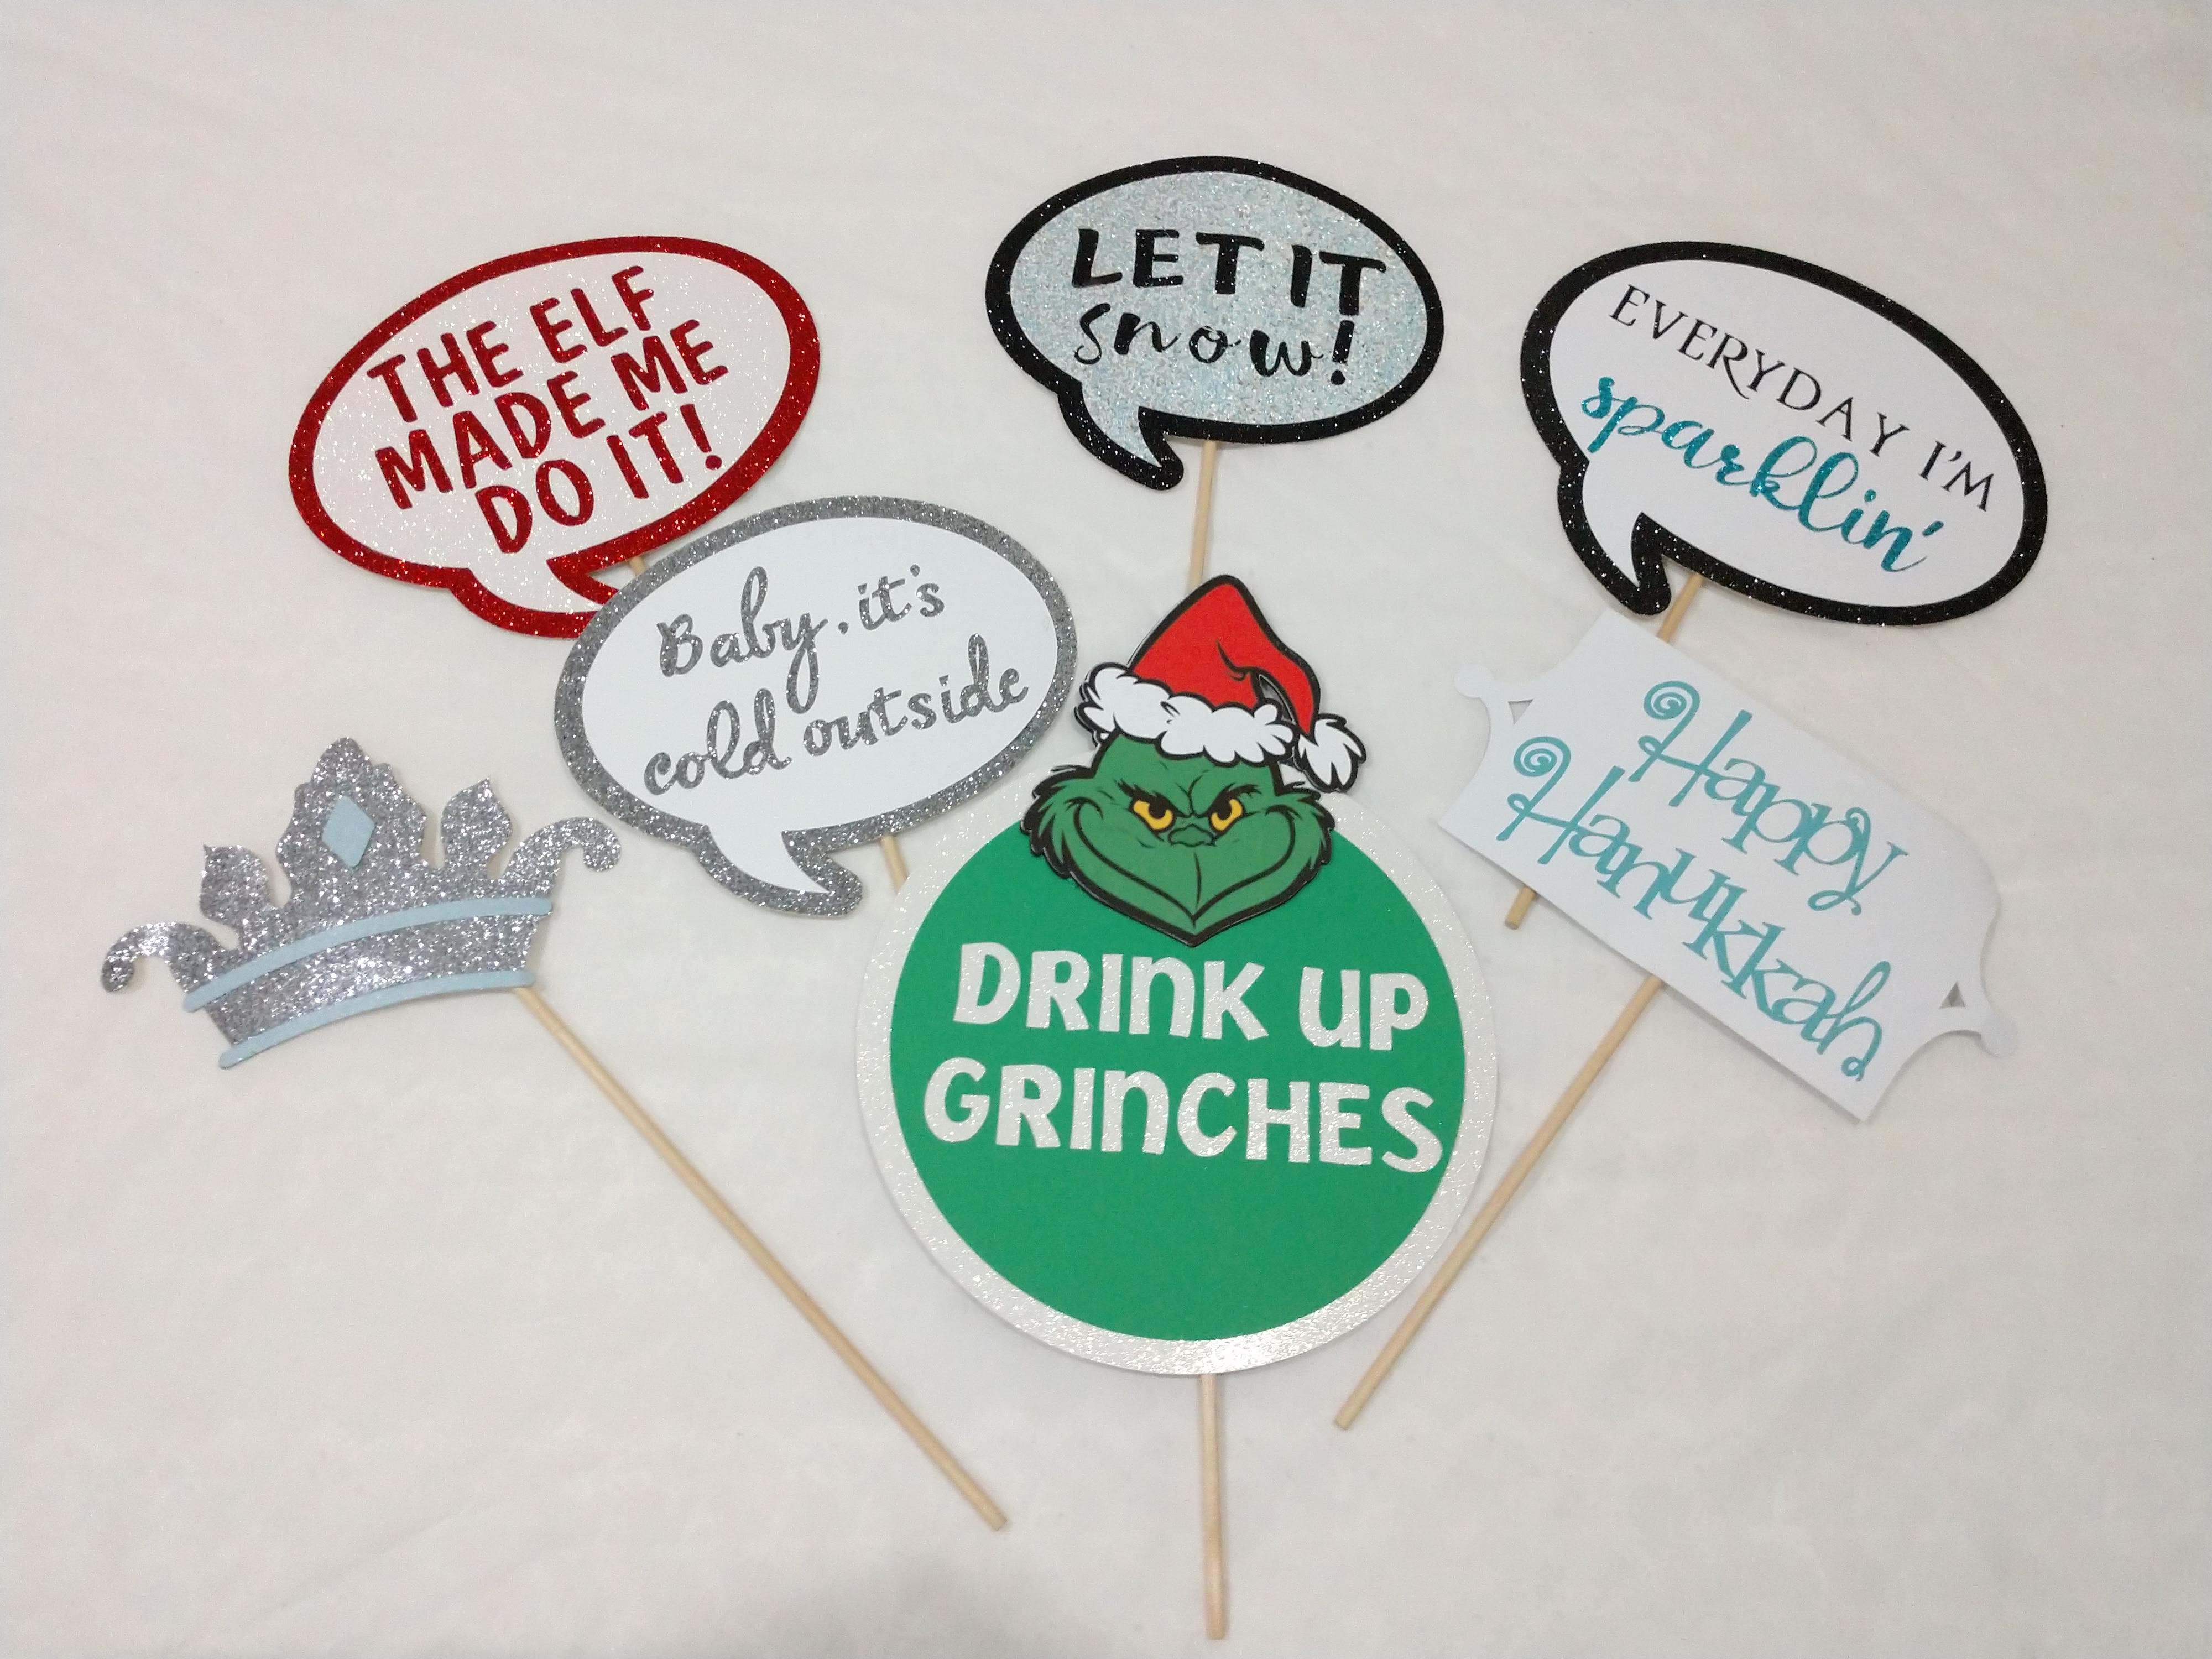 THE ELF
MADE ME
DO IT!
LET IT
snow!
EVERYDAY I'M
sparklin'
Baby, it's
cold outside
Happy
Hanukkah
DRINK UP
GRINCHES